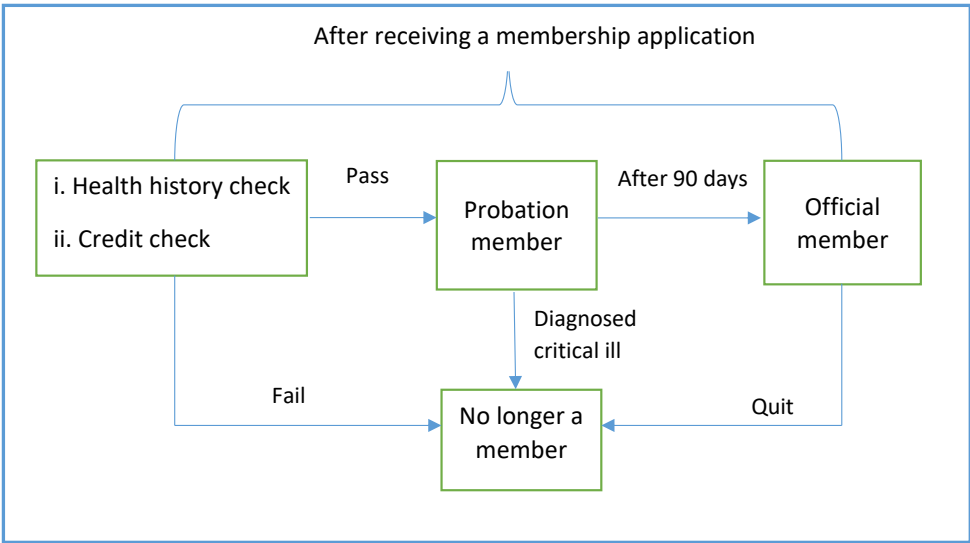 After receiving a membership application
i. Health history check
ii. Credit check
Pass
Probation
member
After 90 days
Official
member
Diagnosed
critical ill
Fail
No longer a
member
Quit